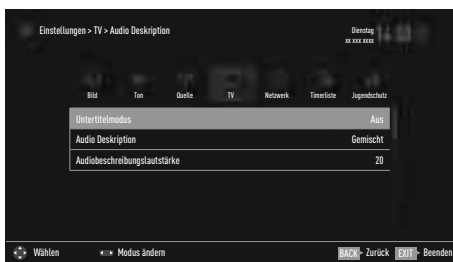 Einstellungen > TV > Audio Deskription
Dienstag
xx xxx xxxx
Bild Ton Quelle TV Netzwerk Timerliste Jugendschutz
Untertitelmodus Aus
Audio Deskription Gemischt
Audiobeschreibungslautstärke 20
Wählen Modus ändern BACK Zurück EXIT Beenden